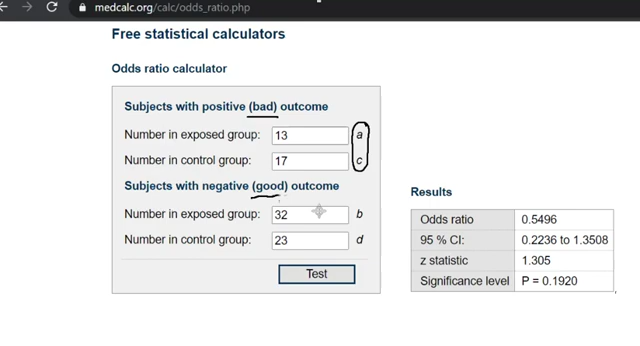 medcalc.org/calc/odds_ratio.php
Free statistical calculators
Odds ratio calculator
Subjects with positive (bad) outcome
Number in exposed group: 13 a
Number in control group: 17 c
Subjects with negative (good) outcome
Number in exposed group: 32 b
Number in control group: 23 d
Test
Results
Odds ratio 0.5496
95 % CI: 0.2236 to 1.3508
z statistic 1.305
Significance level P = 0.1920